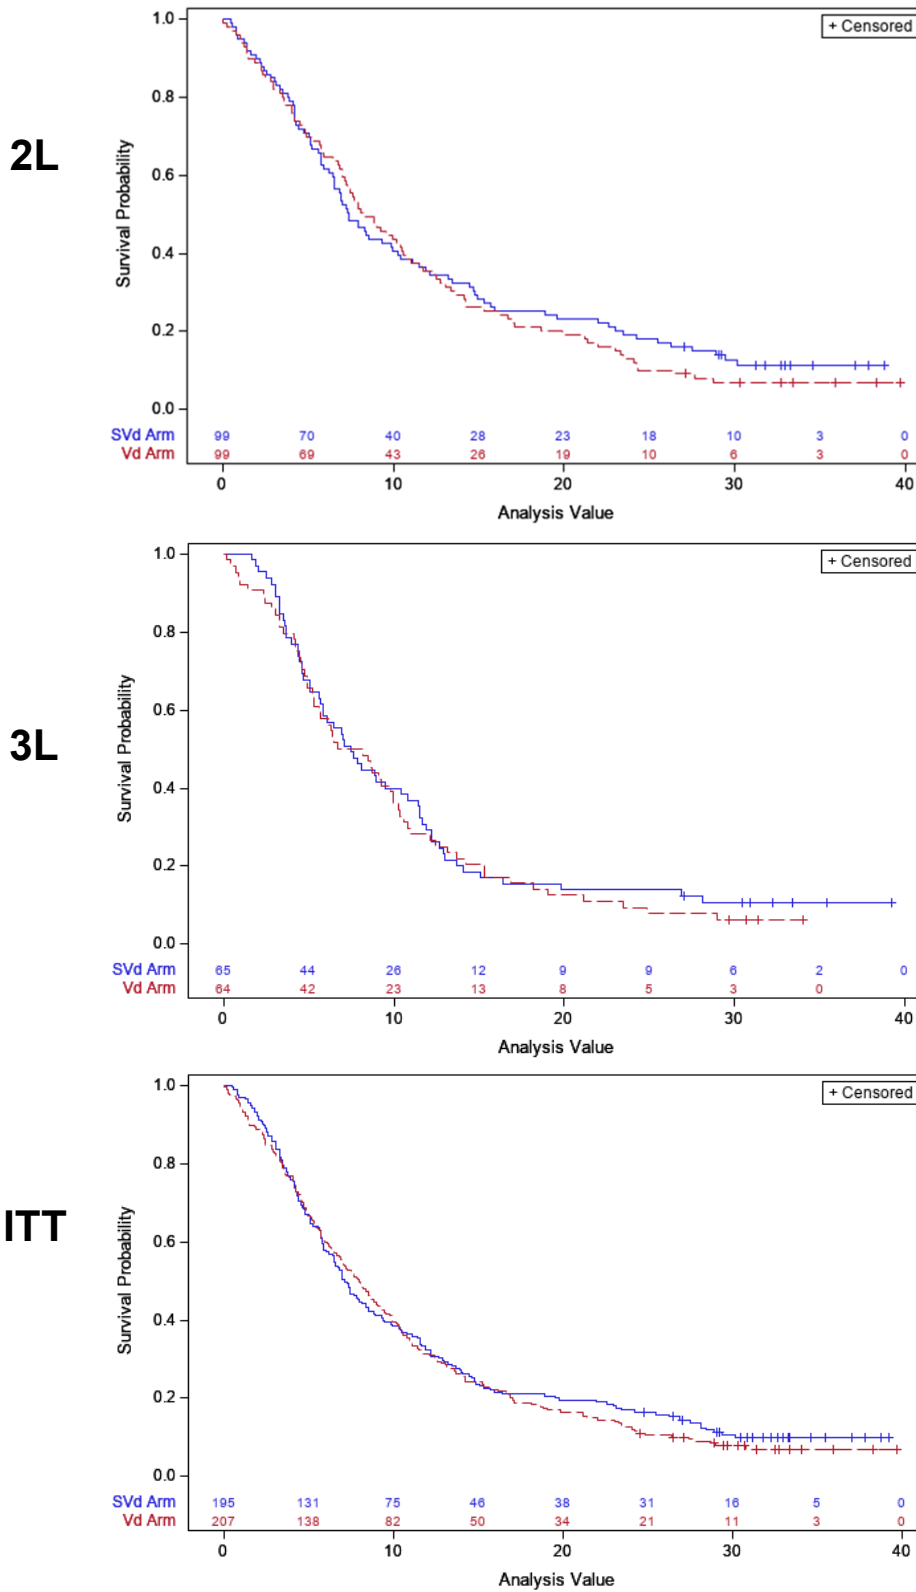 2L
Survival Probability
1.0
0.8
0.6
0.4
0.2
0.0
+ Censored
SVd Arm 99 70 40 28 23 18 10 3 0
Vd Arm 99 69 43 26 19 10 6 3 0
0 10 20 30 40
Analysis Value
3L
Survival Probability
1.0
0.8
0.6
0.4
0.2
0.0
+ Censored
SVd Arm 65 44 26 12 9 9 6 2 0
Vd Arm 64 42 23 13 8 5 3 0
0 10 20 30 40
Analysis Value
ITT
Survival Probability
1.0
0.8
0.6
0.4
0.2
0.0
+ Censored
SVd Arm 195 131 75 46 38 31 16 5 0
Vd Arm 207 138 82 50 34 21 11 3 0
0 10 20 30 40
Analysis Value